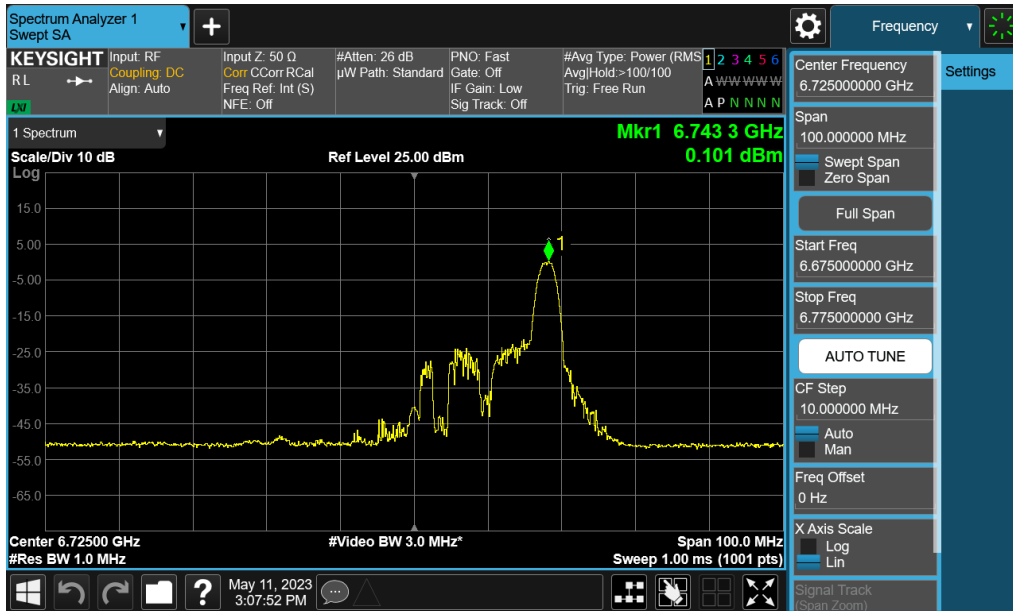 Spectrum Analyzer 1
Swept SA
+
Frequency
KEYSIGHT
R L
LXI
Input: RF
Coupling: DC
Align: Auto
Input Z: 50 Ω
Corr CCorr RCal
Freq Ref: Int (S)
NFE: Off
#Atten: 26 dB
µW Path: Standard
PNO: Fast
Gate: Off
IF Gain: Low
Sig Track: Off
#Avg Type: Power (RMS
Avg|Hold:>100/100
Trig: Free Run
1 2 3 4 5 6
A W W W W W
A P N N N N
1 Spectrum
Mkr1 6.743 3 GHz
Scale/Div 10 dB
Ref Level 25.00 dBm
0.101 dBm
Log
15.0
5.00
-5.00
-15.0
-25.0
-35.0
-45.0
-55.0
-65.0
1
Center 6.72500 GHz
#Video BW 3.0 MHz*
Span 100.0 MHz
#Res BW 1.0 MHz
Sweep 1.00 ms (1001 pts)
Center Frequency
6.725000000 GHz
Span
100.000000 MHz
Swept Span
Zero Span
Full Span
Start Freq
6.675000000 GHz
Stop Freq
6.775000000 GHz
AUTO TUNE
CF Step
10.000000 MHz
Auto
Man
Freq Offset
0 Hz
X Axis Scale
Log
Lin
Signal Track
(Span Zoom)
Settings
?
May 11, 2023
3:07:52 PM